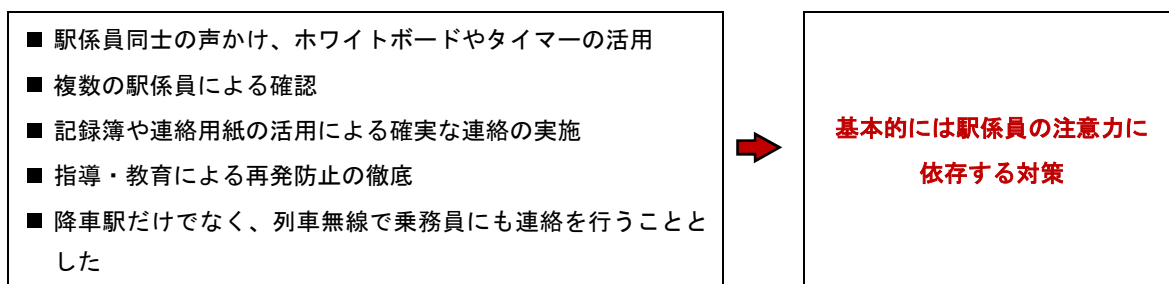 ■ 駅係員同士の声かけ、ホワイトボードやタイマーの活用
■ 複数の駅係員による確認
■ 記録簿や連絡用紙の活用による確実な連絡の実施
■ 指導・教育による再発防止の徹底
■ 降車駅だけでなく、列車無線で乗務員にも連絡を行うことと
した
基本的には駅係員の注意力に
依存する対策